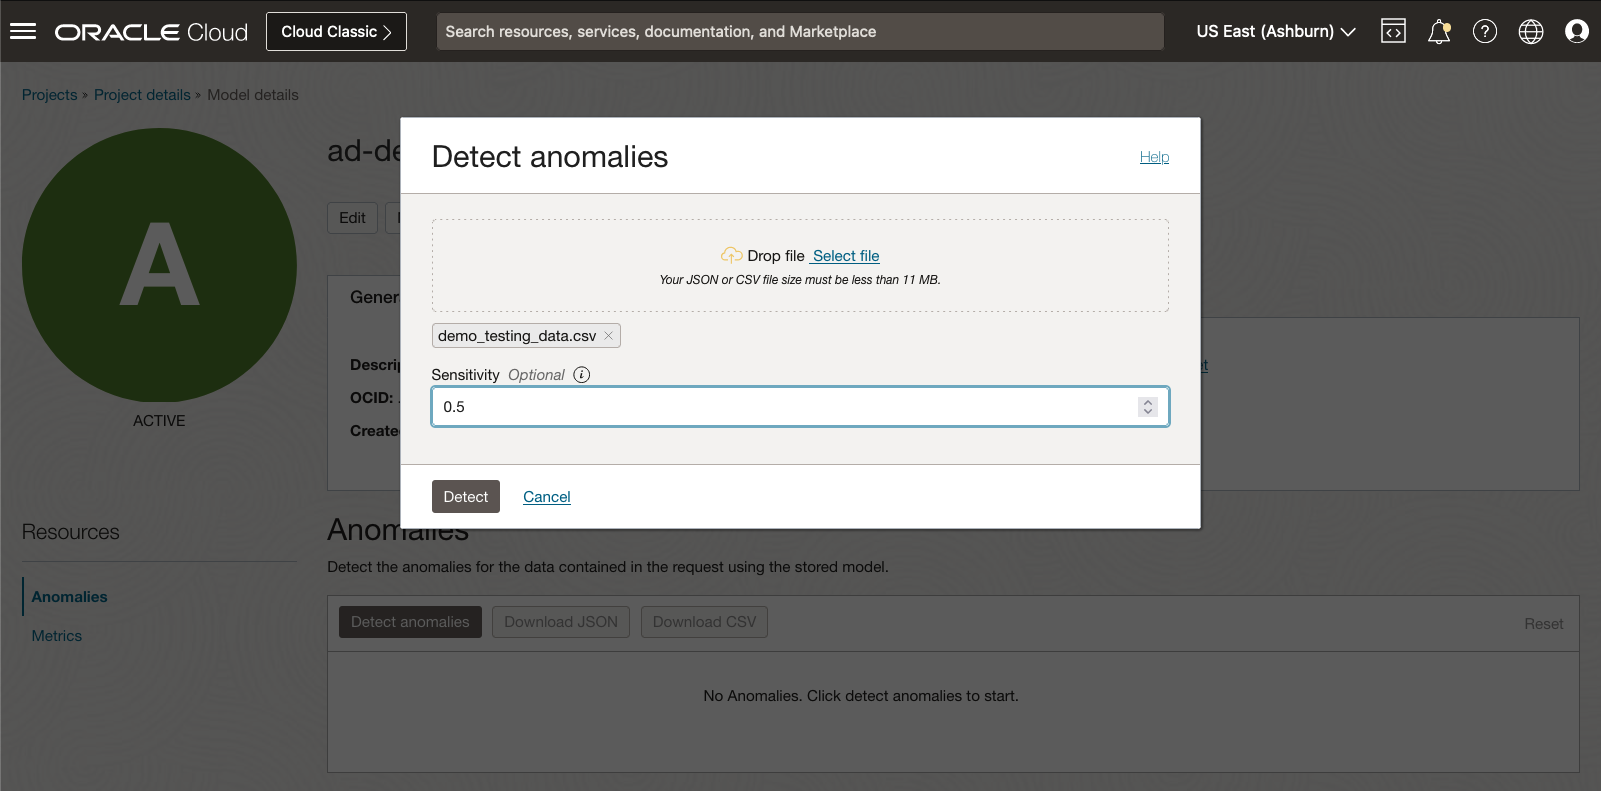 ORACLE Cloud
Cloud Classic
Search resources, services, documentation, and Marketplace
US East (Ashburn)
Projects » Project details » Model details
A
ACTIVE
ad-de
Edit
Gener
Descrip
OCID:
Create
Detect anomalies
Help
Drop file Select file
Your JSON or CSV file size must be less than 11 MB.
demo_testing_data.csv
Sensitivity Optional
0.5
Detect
Cancel
Resources
Anomalies
Metrics
Anomalies
Detect the anomalies for the data contained in the request using the stored model.
Detect anomalies
Download JSON
Download CSV
Reset
No Anomalies. Click detect anomalies to start.